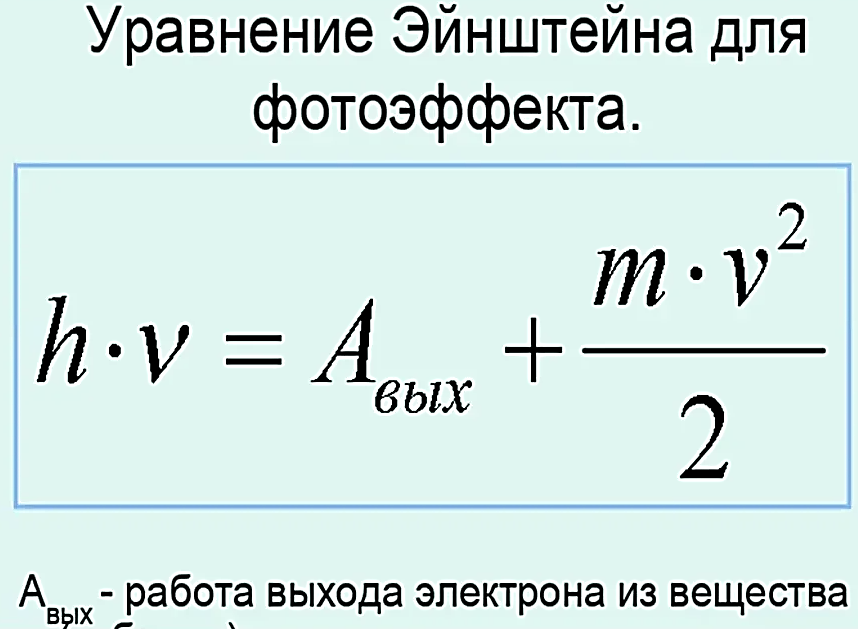 Уравнение Эйнштейна для
фотоэффекта.
h·ν = Aвых + m·v²/2
Aвых - работа выхода электрона из вещества